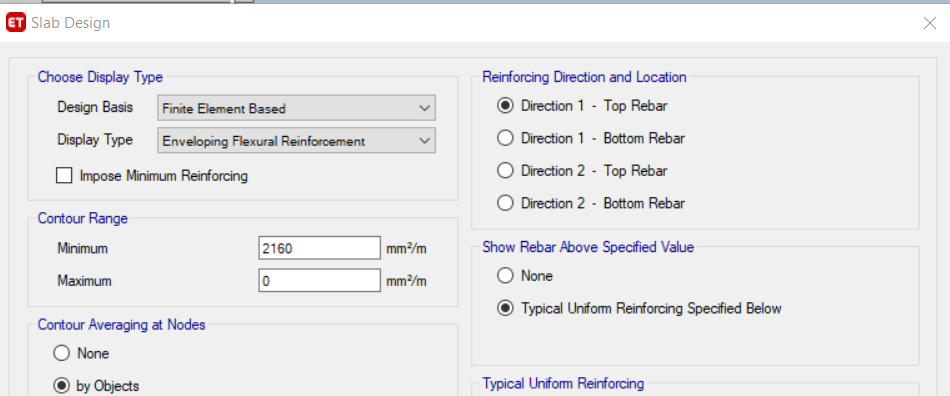 ET Slab Design
Choose Display Type
Design Basis Finite Element Based
Display Type Enveloping Flexural Reinforcement
Impose Minimum Reinforcing
Contour Range
Minimum 2160 mm²/m
Maximum 0 mm²/m
Contour Averaging at Nodes
None
by Objects
Reinforcing Direction and Location
Direction 1 - Top Rebar
Direction 1 - Bottom Rebar
Direction 2 - Top Rebar
Direction 2 - Bottom Rebar
Show Rebar Above Specified Value
None
Typical Uniform Reinforcing Specified Below
Typical Uniform Reinforcing